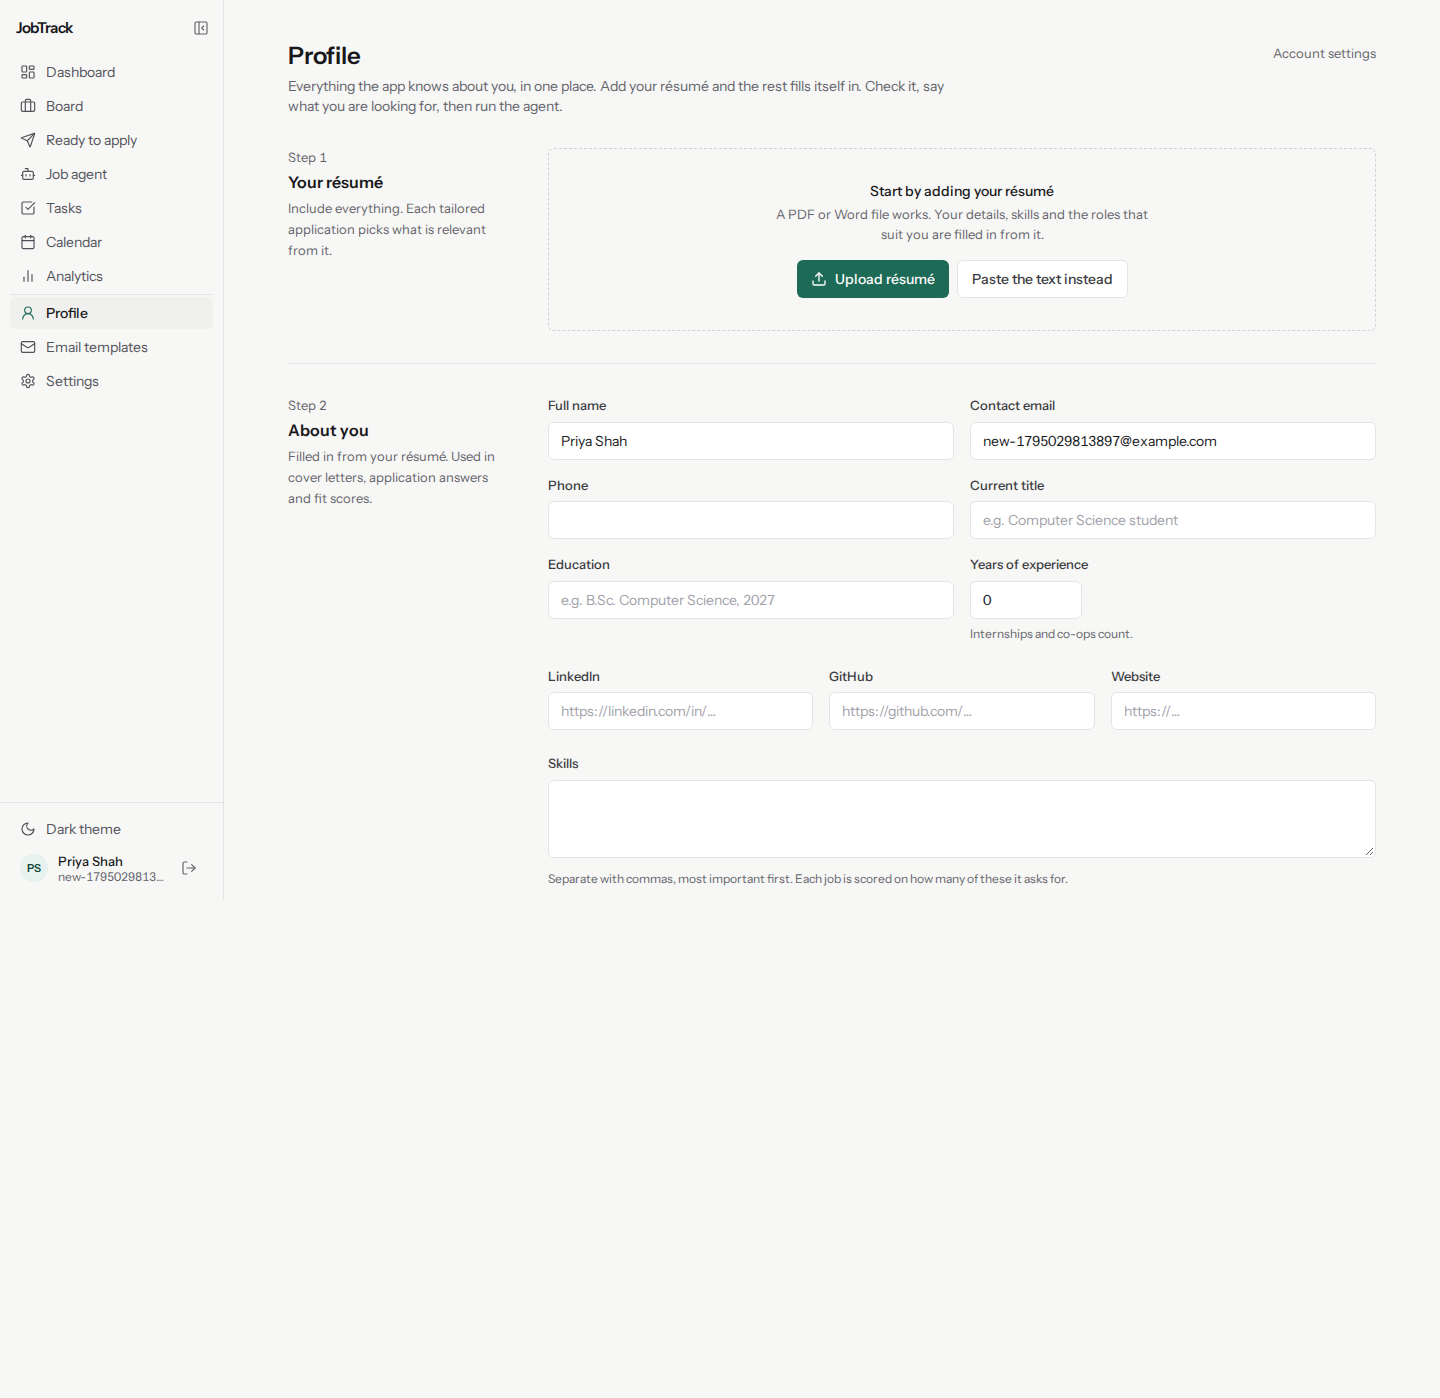 JobTrack
Dashboard
Board
Ready to apply
Job agent
Tasks
Calendar
Analytics
Profile
Email templates
Settings
Dark theme
PS
Priya Shah
new-1795029813...
Profile
Account settings
Everything the app knows about you, in one place. Add your résumé and the rest fills itself in. Check it, say
what you are looking for, then run the agent.
Step 1
Your résumé
Include everything. Each tailored
application picks what is relevant
from it.
Start by adding your résumé
A PDF or Word file works. Your details, skills and the roles that
suit you are filled in from it.
Upload résumé
Paste the text instead
Step 2
About you
Filled in from your résumé. Used in
cover letters, application answers
and fit scores.
Full name
Contact email
Priya Shah
new-1795029813897@example.com
Phone
Current title
e.g. Computer Science student
Education
Years of experience
e.g. B.Sc. Computer Science, 2027
0
Internships and co-ops count.
LinkedIn
GitHub
Website
https://linkedin.com/in/...
https://github.com/...
https://...
Skills
Separate with commas, most important first. Each job is scored on how many of these it asks for.